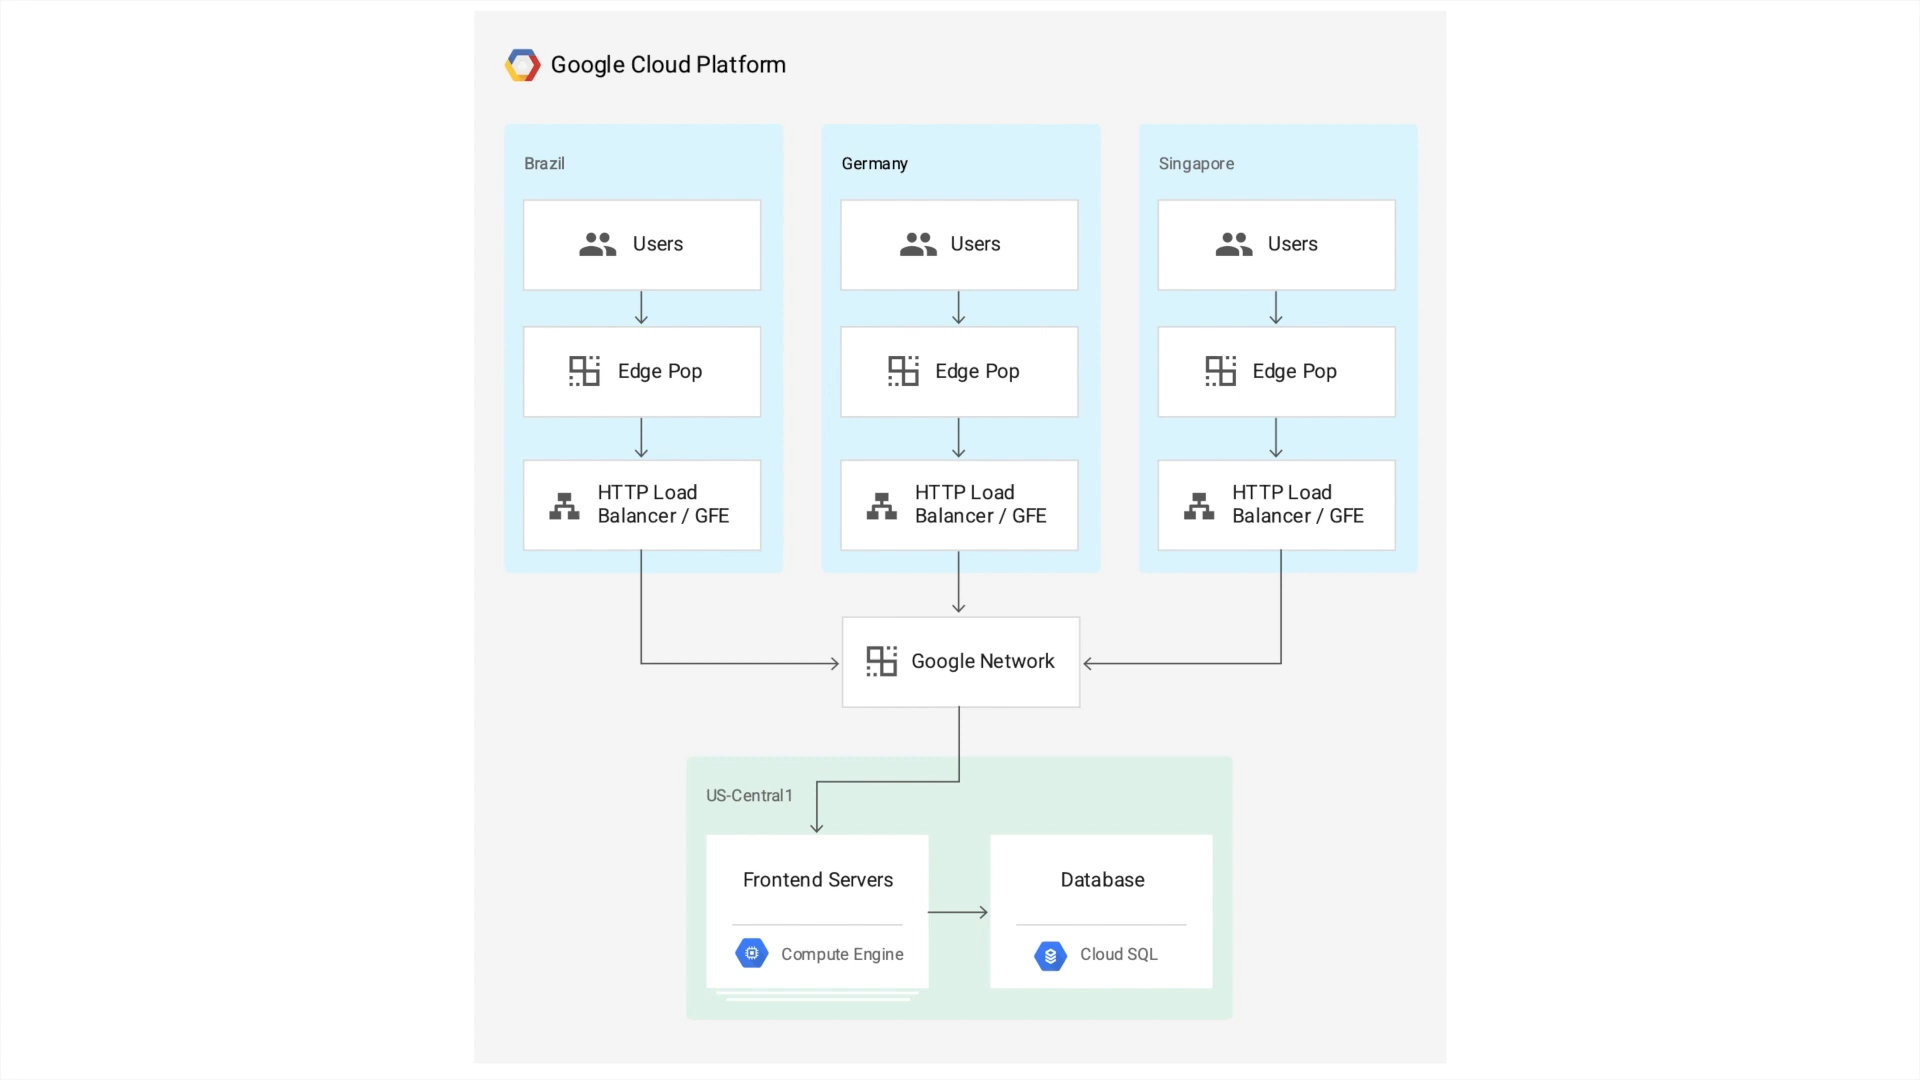 Google Cloud Platform
Brazil
Users
Edge Pop
HTTP Load
Balancer / GFE
Germany
Users
Edge Pop
HTTP Load
Balancer / GFE
Singapore
Users
Edge Pop
HTTP Load
Balancer / GFE
Google Network
US-Central1
Frontend Servers
Compute Engine
Database
Cloud SQL